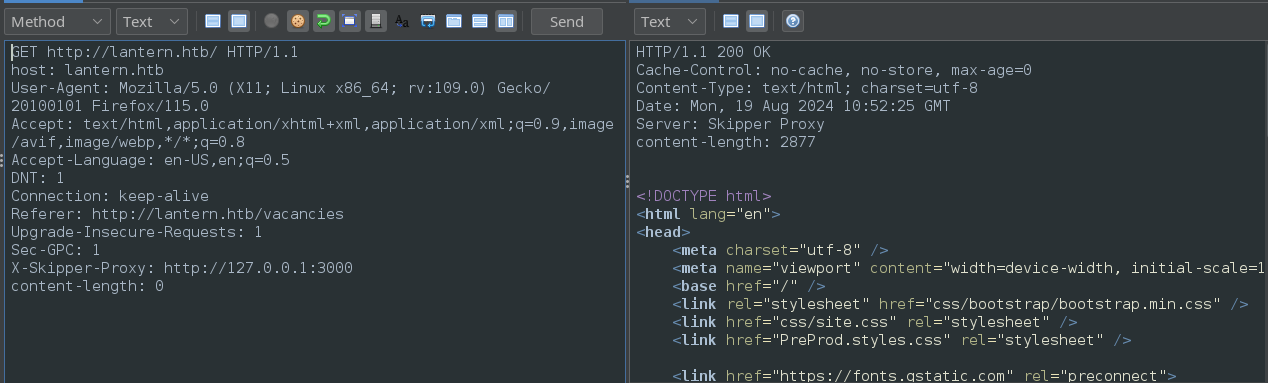 Method
Text
Send
Text
GET http://lantern.htb/ HTTP/1.1
host: lantern.htb
User-Agent: Mozilla/5.0 (X11; Linux x86_64; rv:109.0) Gecko/
20100101 Firefox/115.0
Accept: text/html,application/xhtml+xml,application/xml;q=0.9,image
/avif,image/webp,*/*;q=0.8
Accept-Language: en-US,en;q=0.5
DNT: 1
Connection: keep-alive
Referer: http://lantern.htb/vacancies
Upgrade-Insecure-Requests: 1
Sec-GPC: 1
X-Skipper-Proxy: http://127.0.0.1:3000
content-length: 0
HTTP/1.1 200 OK
Cache-Control: no-cache, no-store, max-age=0
Content-Type: text/html; charset=utf-8
Date: Mon, 19 Aug 2024 10:52:25 GMT
Server: Skipper Proxy
content-length: 2877
<!DOCTYPE html>
<html lang="en">
<head>
<meta charset="utf-8" />
<meta name="viewport" content="width=device-width, initial-scale=1
<base href="/" />
<link rel="stylesheet" href="css/bootstrap/bootstrap.min.css" />
<link href="css/site.css" rel="stylesheet" />
<link href="PreProd.styles.css" rel="stylesheet" />
<link href="https://fonts.gstatic.com" rel="preconnect">